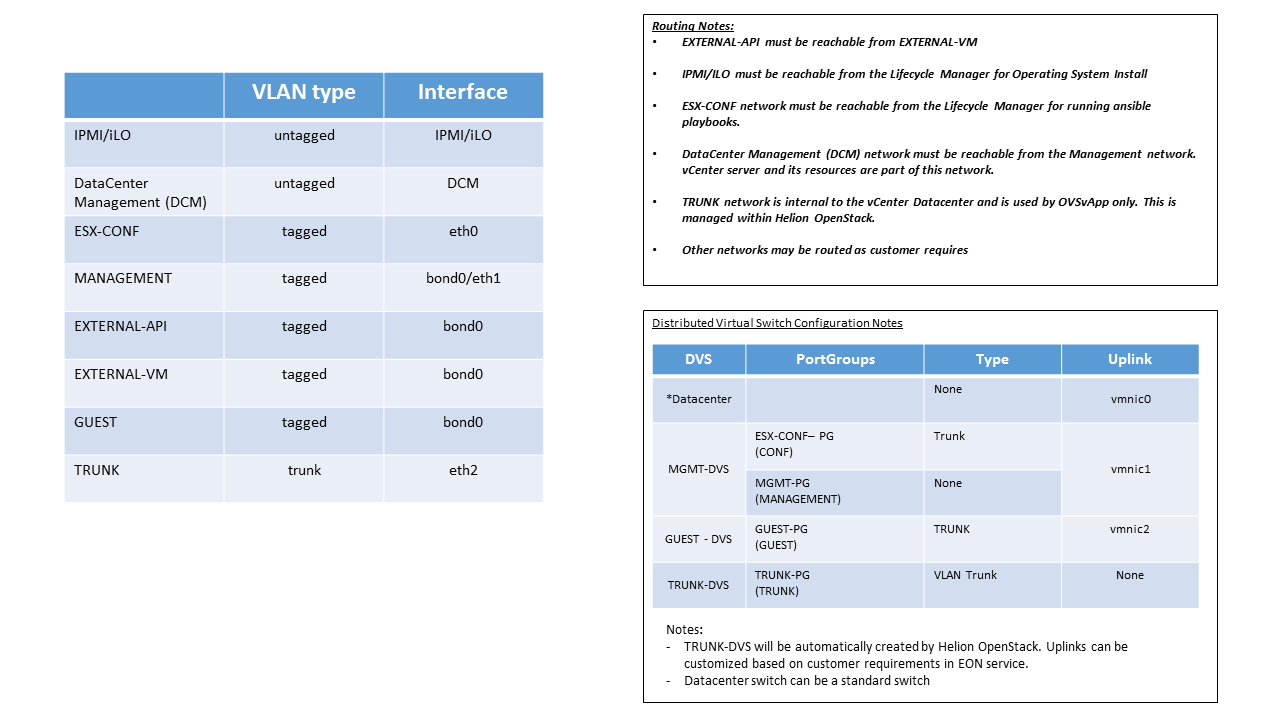 VLAN type Interface
IPMI/iLO untagged IPMI/iLO
DataCenter untagged DCM
Management (DCM)
ESX-CONF tagged eth0
MANAGEMENT tagged bond0/eth1
EXTERNAL-API tagged bond0
EXTERNAL-VM tagged bond0
GUEST tagged bond0
TRUNK trunk eth2
Routing Notes:
• EXTERNAL-API must be reachable from EXTERNAL-VM
• IPMI/ILO must be reachable from the Lifecycle Manager for Operating System Install
• ESX-CONF network must be reachable from the Lifecycle Manager for running ansible
playbooks.
• DataCenter Management (DCM) network must be reachable from the Management network.
vCenter server and its resources are part of this network.
• TRUNK network is internal to the vCenter Datacenter and is used by OVSvApp only. This is
managed within Helion OpenStack.
• Other networks may be routed as customer requires
Distributed Virtual Switch Configuration Notes
DVS PortGroups Type Uplink
*Datacenter None vmnic0
MGMT-DVS ESX-CONF– PG Trunk vmnic1
(CONF)
MGMT-PG None
(MANAGEMENT)
GUEST - DVS GUEST-PG TRUNK vmnic2
(GUEST)
TRUNK-DVS TRUNK-PG VLAN Trunk None
(TRUNK)
Notes:
- TRUNK-DVS will be automatically created by Helion OpenStack. Uplinks can be
customized based on customer requirements in EON service.
- Datacenter switch can be a standard switch